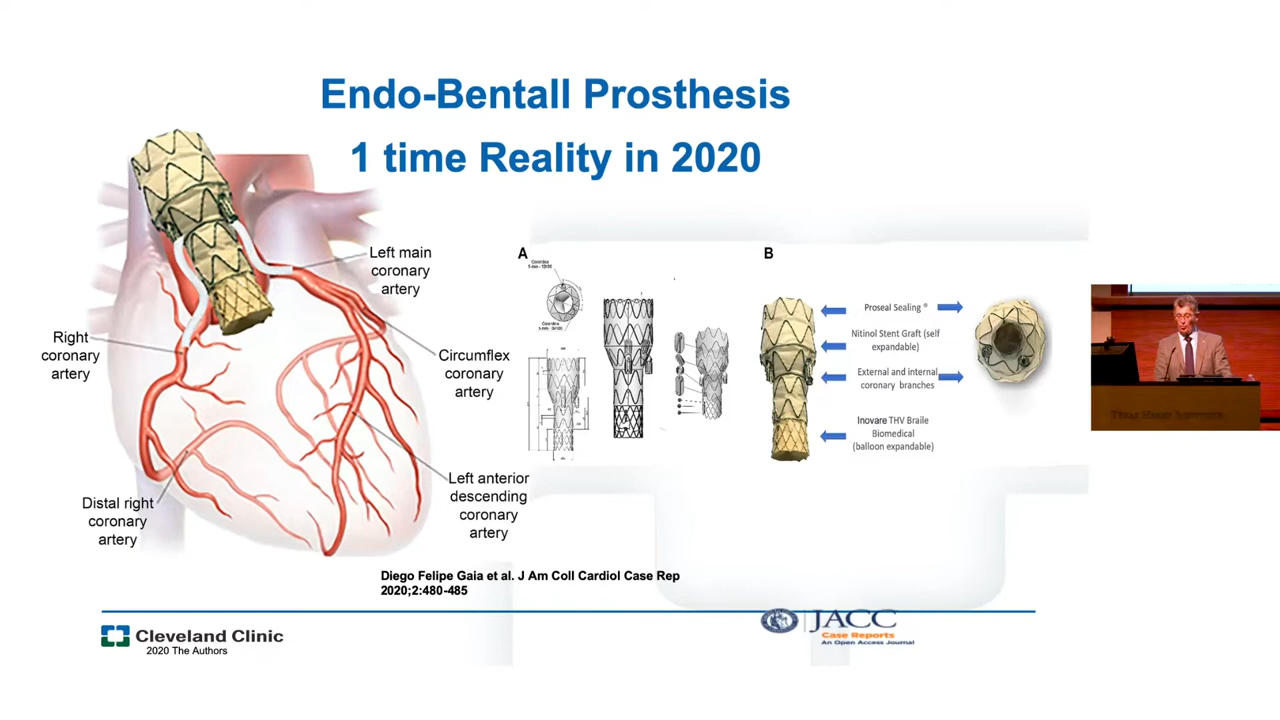 Endo-Bentall Prosthesis
1 time Reality in 2020
Left main
coronary
artery
Right
coronary
artery
Circumflex
coronary
artery
Left anterior
descending
coronary
artery
Distal right
coronary
artery
A
B
Proseal Sealing ®
Nitinol Stent Graft (self
expandable)
External and internal
coronary branches
Inovare THV Braile
Biomedical
(balloon expandable)
Diego Felipe Gaia et al. J Am Coll Cardiol Case Rep
2020;2:480-485
Cleveland Clinic
2020 The Authors
JACC
Case Reports
An Open Access Journal
Texas Heart Institute